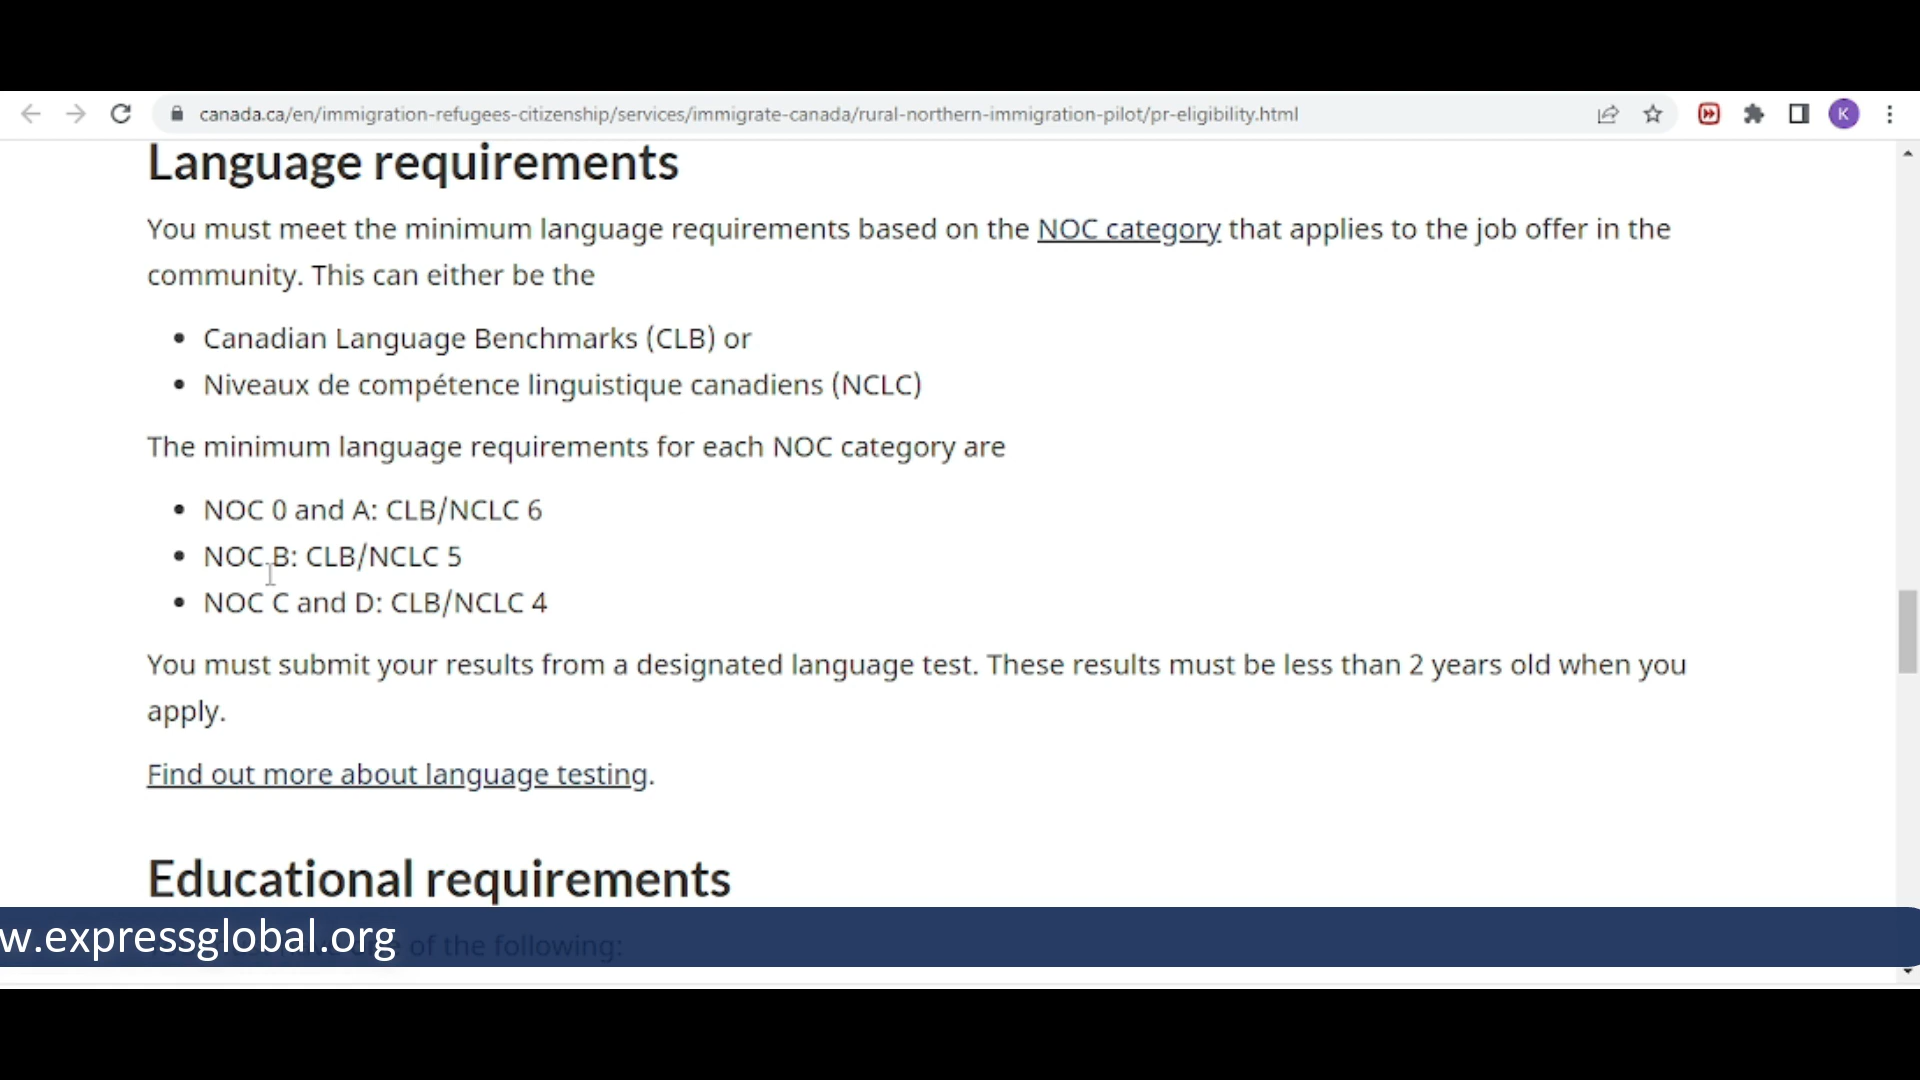 canada.ca/en/immigration-refugees-citizenship/services/immigrate-canada/rural-northern-immigration-pilot/pr-eligibility.html
K
Language requirements
You must meet the minimum language requirements based on the NOC category that applies to the job offer in the
community. This can either be the
• Canadian Language Benchmarks (CLB) or
• Niveaux de compétence linguistique canadiens (NCLC)
The minimum language requirements for each NOC category are
• NOC 0 and A: CLB/NCLC 6
• NOC B: CLB/NCLC 5
• NOC C and D: CLB/NCLC 4
You must submit your results from a designated language test. These results must be less than 2 years old when you
apply.
Find out more about language testing.
Educational requirements
w.expressglobal.org of the following: